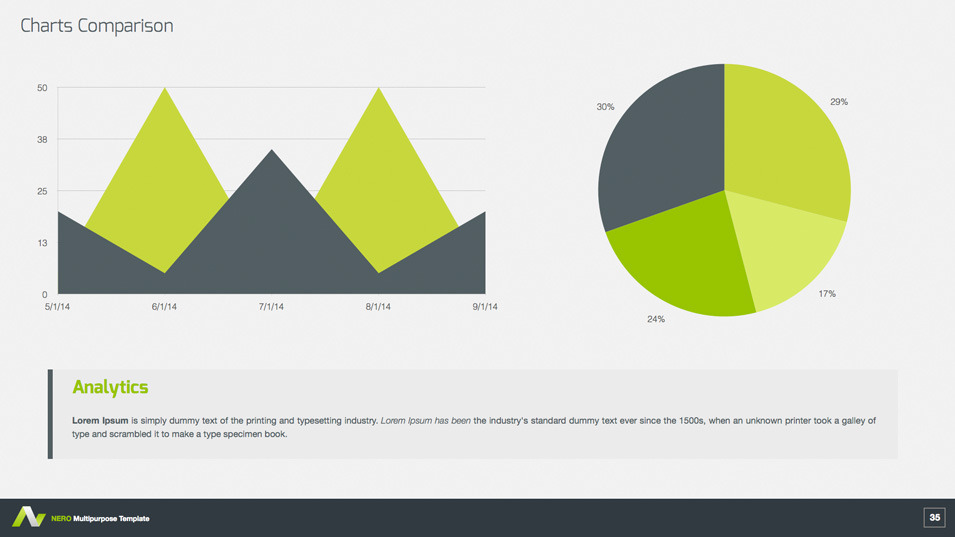 Charts Comparison
50
38
25
13
0
5/1/14 6/1/14 7/1/14 8/1/14 9/1/14
30%
29%
17%
24%
Analytics
Lorem Ipsum is simply dummy text of the printing and typesetting industry. Lorem Ipsum has been the industry's standard dummy text ever since the 1500s, when an unknown printer took a galley of
type and scrambled it to make a type specimen book.
NERO Multipurpose Template
35